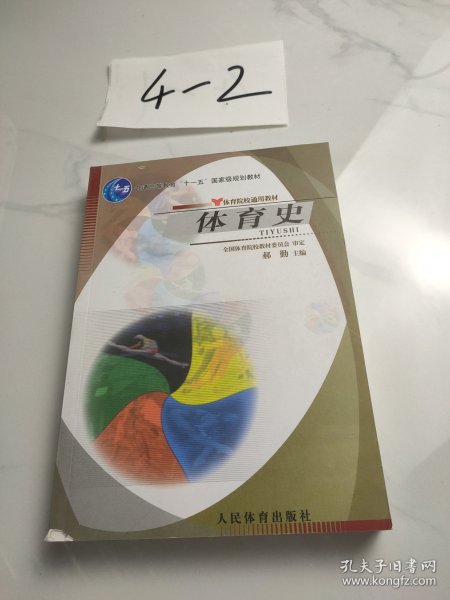 4-2
十一五
普通高等教育“十一五”国家级规划教材
体育院校通用教材
体育史
TIYUSHI
全国体育院校教材委员会 审定
郝 勤 主编
人民体育出版社
孔夫子旧书网
www.kongfz.com